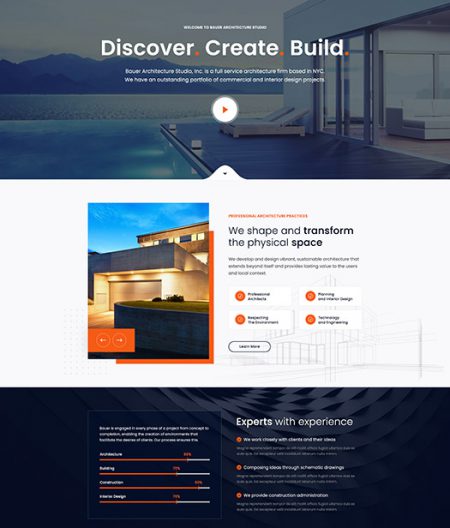 WELCOME TO BAUER ARCHITECTURE STUDIO
Discover. Create. Build.
Bauer Architecture Studio, Inc. is a full service architecture firm based in NYC.
We have an outstanding portfolio of commercial and interior design projects.
PROFESSIONAL ARCHITECTURE PRACTICES
We shape and transform
the physical space
We develop and design vibrant, sustainable architecture that
extends beyond itself and provides lasting value to the users
and local context.
Professional
Architects
Planning
and Interior Design
Respecting
The Environment
Technology
and Engineering
Learn More
Bauer is engaged in every phase of a project from concept to
completion, enabling the creation of environments that
facilitate the desires of clients. Our process ensures this.
Architecture
Building
70%
Construction
90%
Interior Design
70%
Experts with experience
We work closely with clients and their ideas
Composing ideas through schematic drawings
We provide construction administration